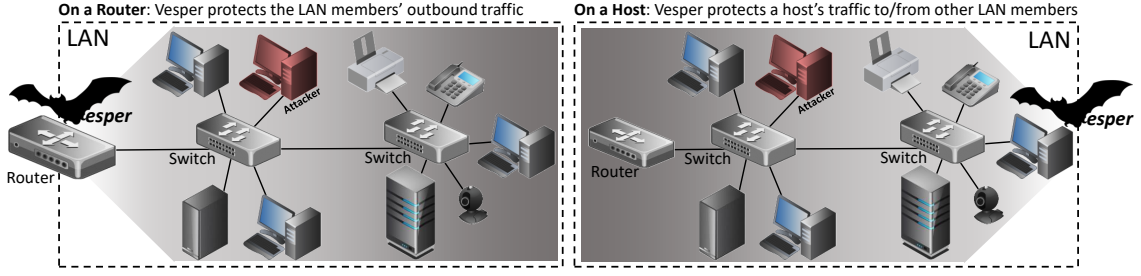 On a Router: Vesper protects the LAN members' outbound traffic
LAN
Attacker
Vesper
Switch
Switch
Router
On a Host: Vesper protects a host's traffic to/from other LAN members
LAN
Attacker
Vesper
Switch
Switch
Router